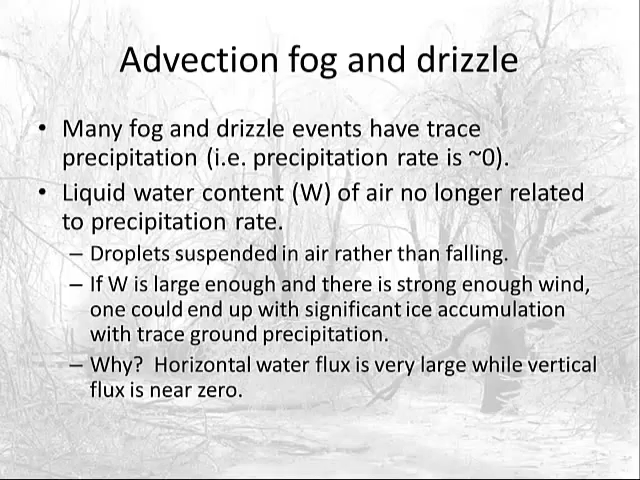 Advection fog and drizzle
• Many fog and drizzle events have trace
precipitation (i.e. precipitation rate is ~0).
• Liquid water content (W) of air no longer related
to precipitation rate.
– Droplets suspended in air rather than falling.
– If W is large enough and there is strong enough wind,
one could end up with significant ice accumulation
with trace ground precipitation.
– Why?  Horizontal water flux is very large while vertical
flux is near zero.